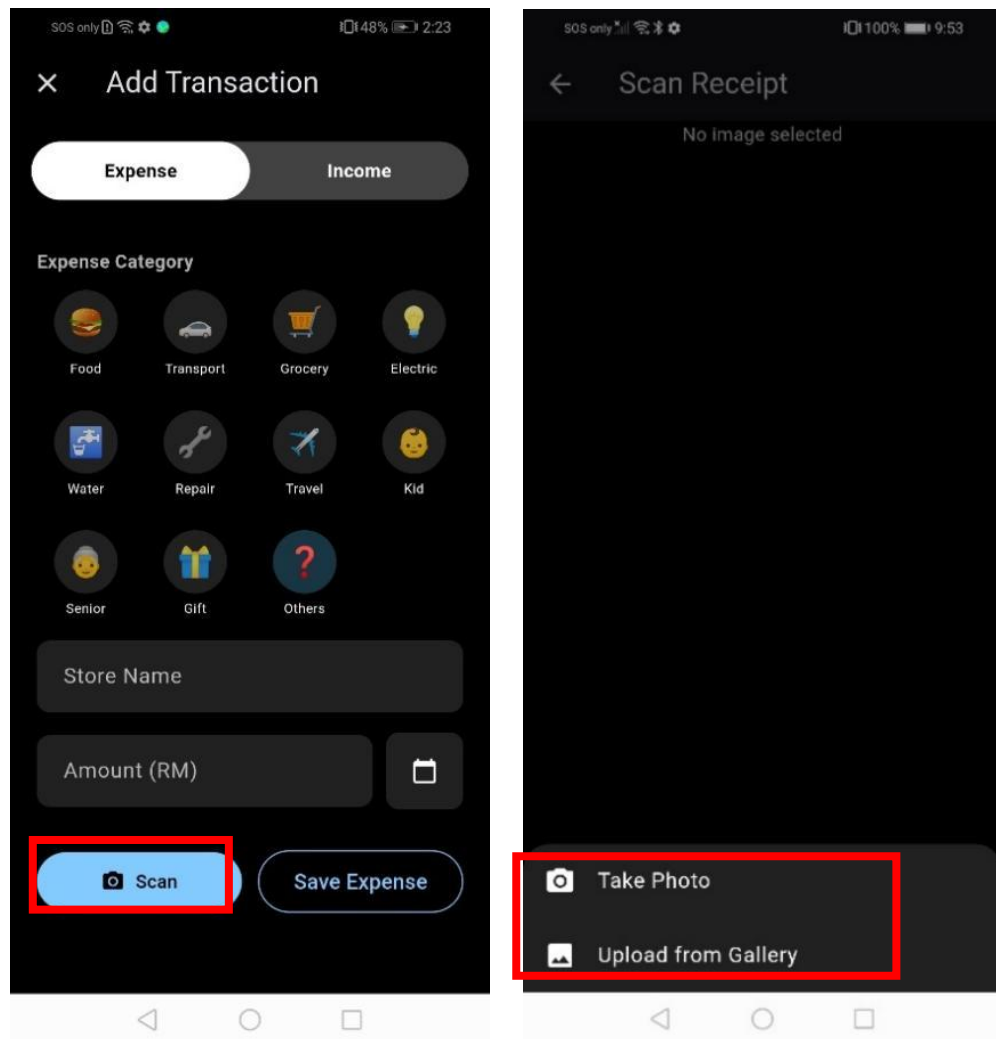 SOS only 48% 2:23
Add Transaction
Expense Income
Expense Category
Food Transport Grocery Electric
Water Repair Travel Kid
Senior Gift Others
Store Name
Amount (RM)
Scan Save Expense
SOS only 100% 9:53
Scan Receipt
No image selected
Take Photo
Upload from Gallery